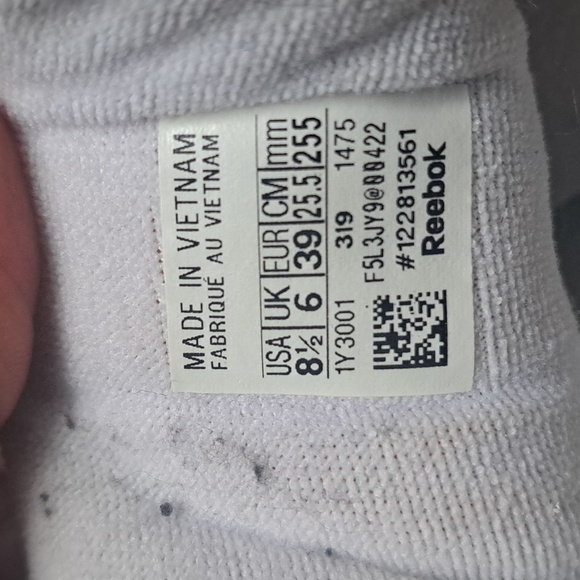 MADE IN VIETNAM
FABRIQUÉ AU VIETNAM
USA UK EUR CM mm
8½ 6 39 25.5 255
1Y3001 319 1475
F5L3JY9@00422
#122813561
Reebok